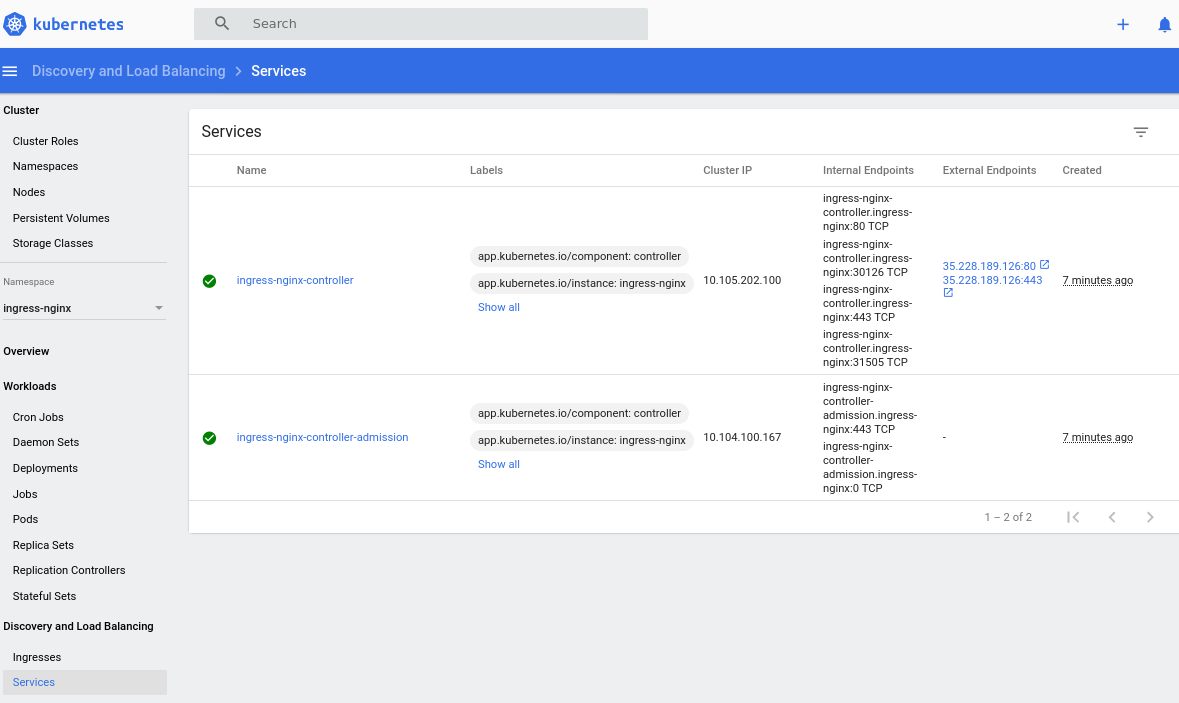 kubernetes
Search
Discovery and Load Balancing > Services
Cluster
Cluster Roles
Namespaces
Nodes
Persistent Volumes
Storage Classes
Namespace
ingress-nginx
Overview
Workloads
Cron Jobs
Daemon Sets
Deployments
Jobs
Pods
Replica Sets
Replication Controllers
Stateful Sets
Discovery and Load Balancing
Ingresses
Services
Services
Name Labels Cluster IP Internal Endpoints External Endpoints Created
ingress-nginx-controller
app.kubernetes.io/component: controller
app.kubernetes.io/instance: ingress-nginx
Show all
10.105.202.100
ingress-nginx-
controller.ingress-
nginx:80 TCP
ingress-nginx-
controller.ingress-
nginx:30126 TCP
ingress-nginx-
controller.ingress-
nginx:443 TCP
ingress-nginx-
controller.ingress-
nginx:31505 TCP
35.228.189.126:80
35.228.189.126:443
7 minutes ago
ingress-nginx-controller-admission
app.kubernetes.io/component: controller
app.kubernetes.io/instance: ingress-nginx
Show all
10.104.100.167
ingress-nginx-
controller-
admission.ingress-
nginx:443 TCP
ingress-nginx-
controller-
admission.ingress-
nginx:0 TCP
-
7 minutes ago
1 – 2 of 2